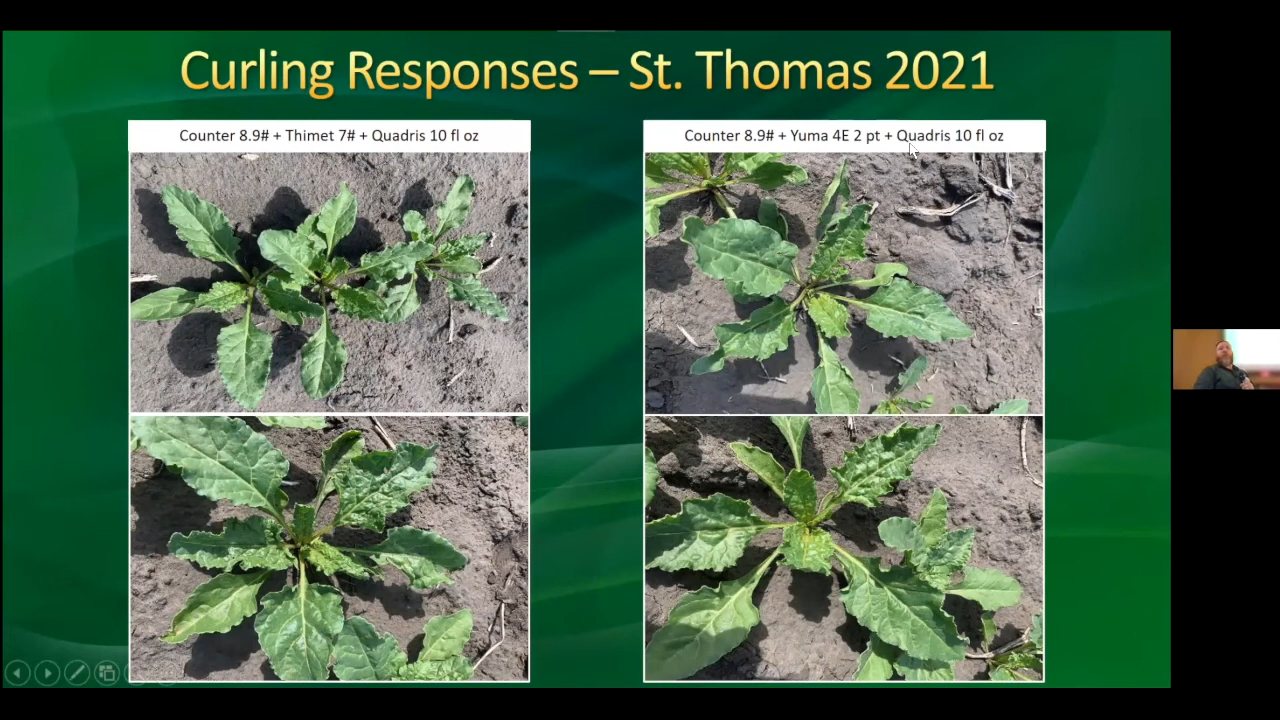 Curling Responses – St. Thomas 2021
Counter 8.9# + Thimet 7# + Quadris 10 fl oz
Counter 8.9# + Yuma 4E 2 pt + Quadris 10 fl oz